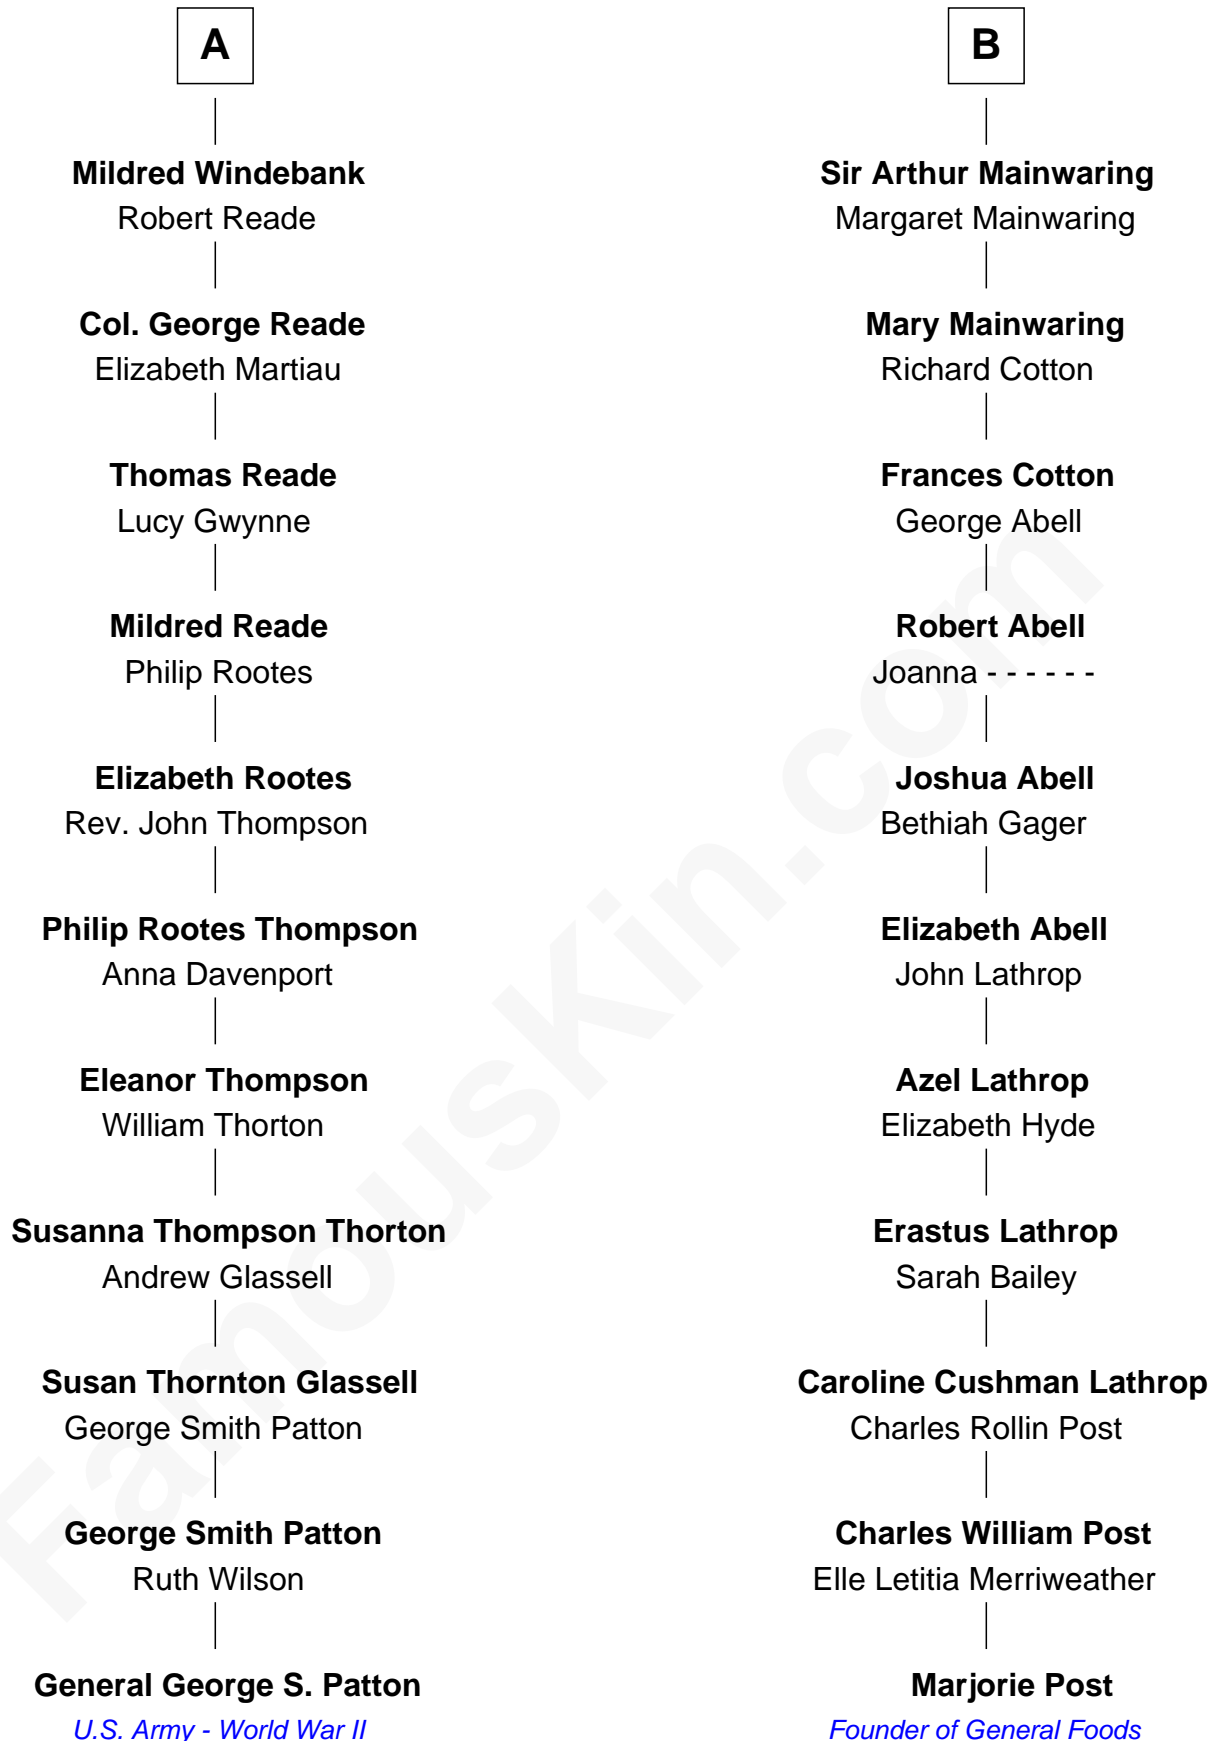 A
Mildred Windebank
Robert Reade
Col. George Reade
Elizabeth Martiau
Thomas Reade
Lucy Gwynne
Mildred Reade
Philip Rootes
Elizabeth Rootes
Rev. John Thompson
Philip Rootes Thompson
Anna Davenport
Eleanor Thompson
William Thorton
Susanna Thompson Thorton
Andrew Glassell
Susan Thornton Glassell
George Smith Patton
George Smith Patton
Ruth Wilson
General George S. Patton
U.S. Army - World War II
B
Sir Arthur Mainwaring
Margaret Mainwaring
Mary Mainwaring
Richard Cotton
Frances Cotton
George Abell
Robert Abell
Joanna - - - - - -
Joshua Abell
Bethiah Gager
Elizabeth Abell
John Lathrop
Azel Lathrop
Elizabeth Hyde
Erastus Lathrop
Sarah Bailey
Caroline Cushman Lathrop
Charles Rollin Post
Charles William Post
Elle Letitia Merriweather
Marjorie Post
Founder of General Foods
FamousKin.com